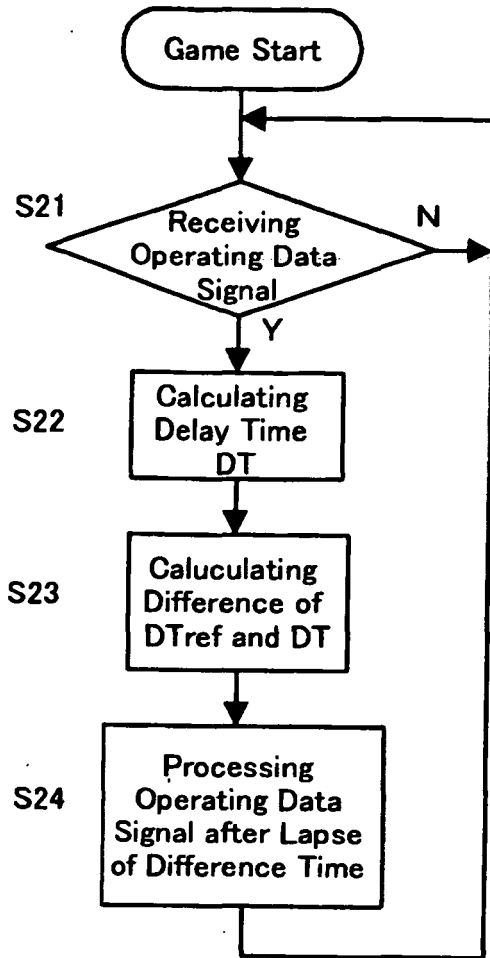 Game Start
S21
Receiving
Operating Data
Signal
N
Y
S22
Calculating
Delay Time
DT
S23
Caluculating
Difference of
DTref and DT
S24
Processing
Operating Data
Signal after Lapse
of Difference Time